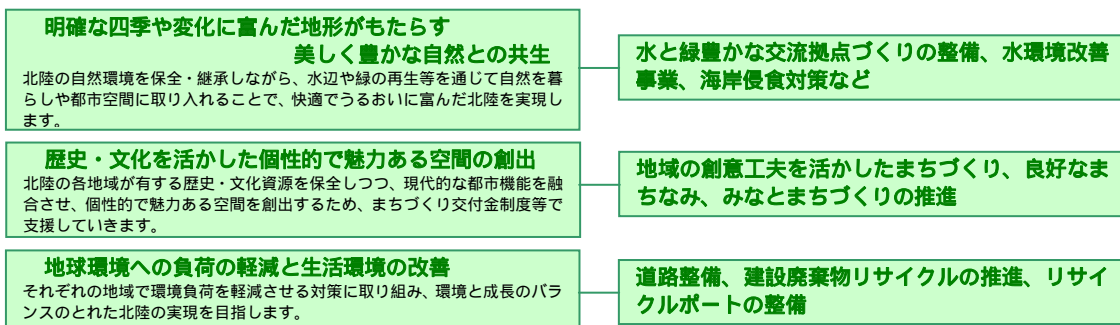 明確な四季や変化に富んだ地形がもたらす
美しく豊かな自然との共生
北陸の自然環境を保全・継承しながら、水辺や緑の再生等を通じて自然を暮
らしや都市空間に取り入れることで、快適でうるおいに富んだ北陸を実現し
ます。
水と緑豊かな交流拠点づくりの整備、水環境改善
事業、海岸侵食対策など
歴史・文化を活かした個性的で魅力ある空間の創出
北陸の各地域が有する歴史・文化資源を保全しつつ、現代的な都市機能を融
合させ、個性的で魅力ある空間を創出するため、まちづくり交付金制度等で
支援していきます。
地域の創意工夫を活かしたまちづくり、良好なま
ちなみ、みなとまちづくりの推進
地球環境への負荷の軽減と生活環境の改善
それぞれの地域で環境負荷を軽減させる対策に取り組み、環境と成長のバラ
ンスのとれた北陸の実現を目指します。
道路整備、建設廃棄物リサイクルの推進、リサイ
クルポートの整備